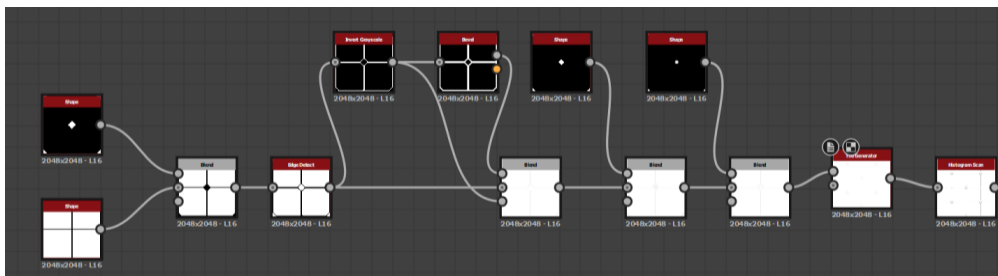 Invert Grayscale
Bevel
Shape
Shape
2048x2048 - L16
2048x2048 - L16
2048x2048 - L16
2048x2048 - L16
Shape
2048x2048 - L16
Blend
Edge Detect
Blend
Blend
Blend
Histogram Scan
2048x2048 - L16
2048x2048 - L16
2048x2048 - L16
2048x2048 - L16
2048x2048 - L16
2048x2048 - L16
2048x2048 - L16
Shape
2048x2048 - L16